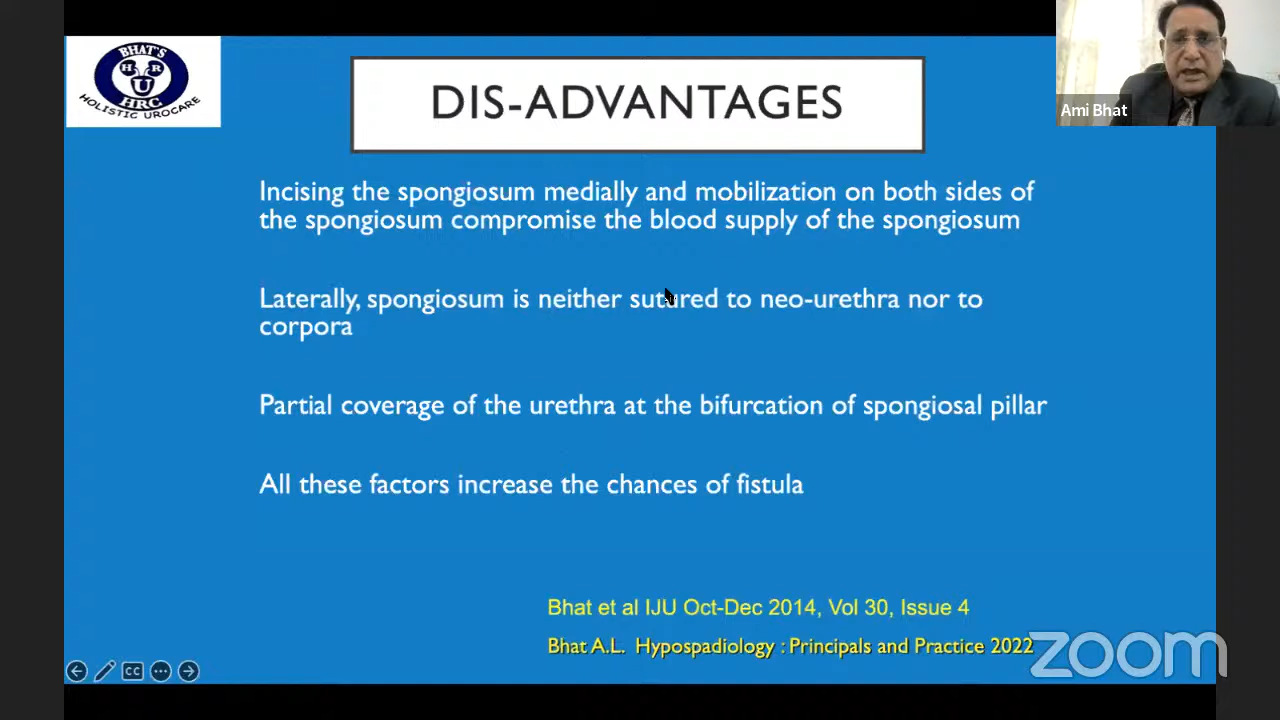 BHAT'S
H R
U
HRC
HOLISTIC UROCARE
DIS-ADVANTAGES
Ami Bhat
Incising the spongiosum medially and mobilization on both sides of
the spongiosum compromise the blood supply of the spongiosum
Laterally, spongiosum is neither sutured to neo-urethra nor to
corpora
Partial coverage of the urethra at the bifurcation of spongiosal pillar
All these factors increase the chances of fistula
Bhat et al IJU Oct-Dec 2014, Vol 30, Issue 4
Bhat A.L. Hypospadiology : Principals and Practice 2022
zoom
CC